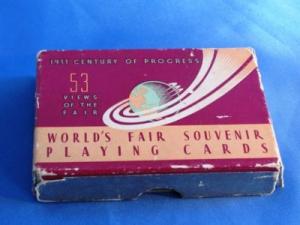 1933 CENTURY OF PROGRESS
53
VIEWS
OF THE
FAIR
WORLD'S FAIR SOUVENIR
PLAYING CARDS